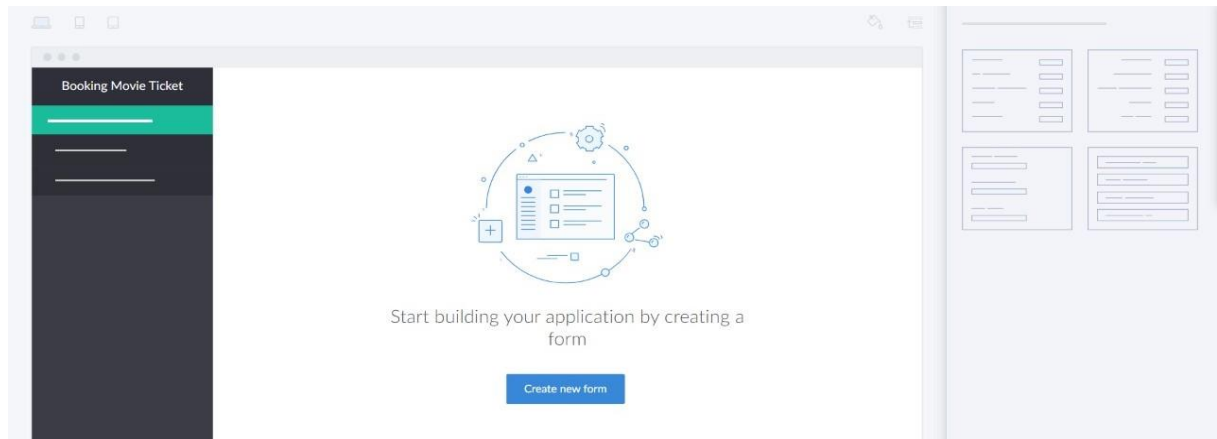 Booking Movie Ticket
Start building your application by creating a
form
Create new form